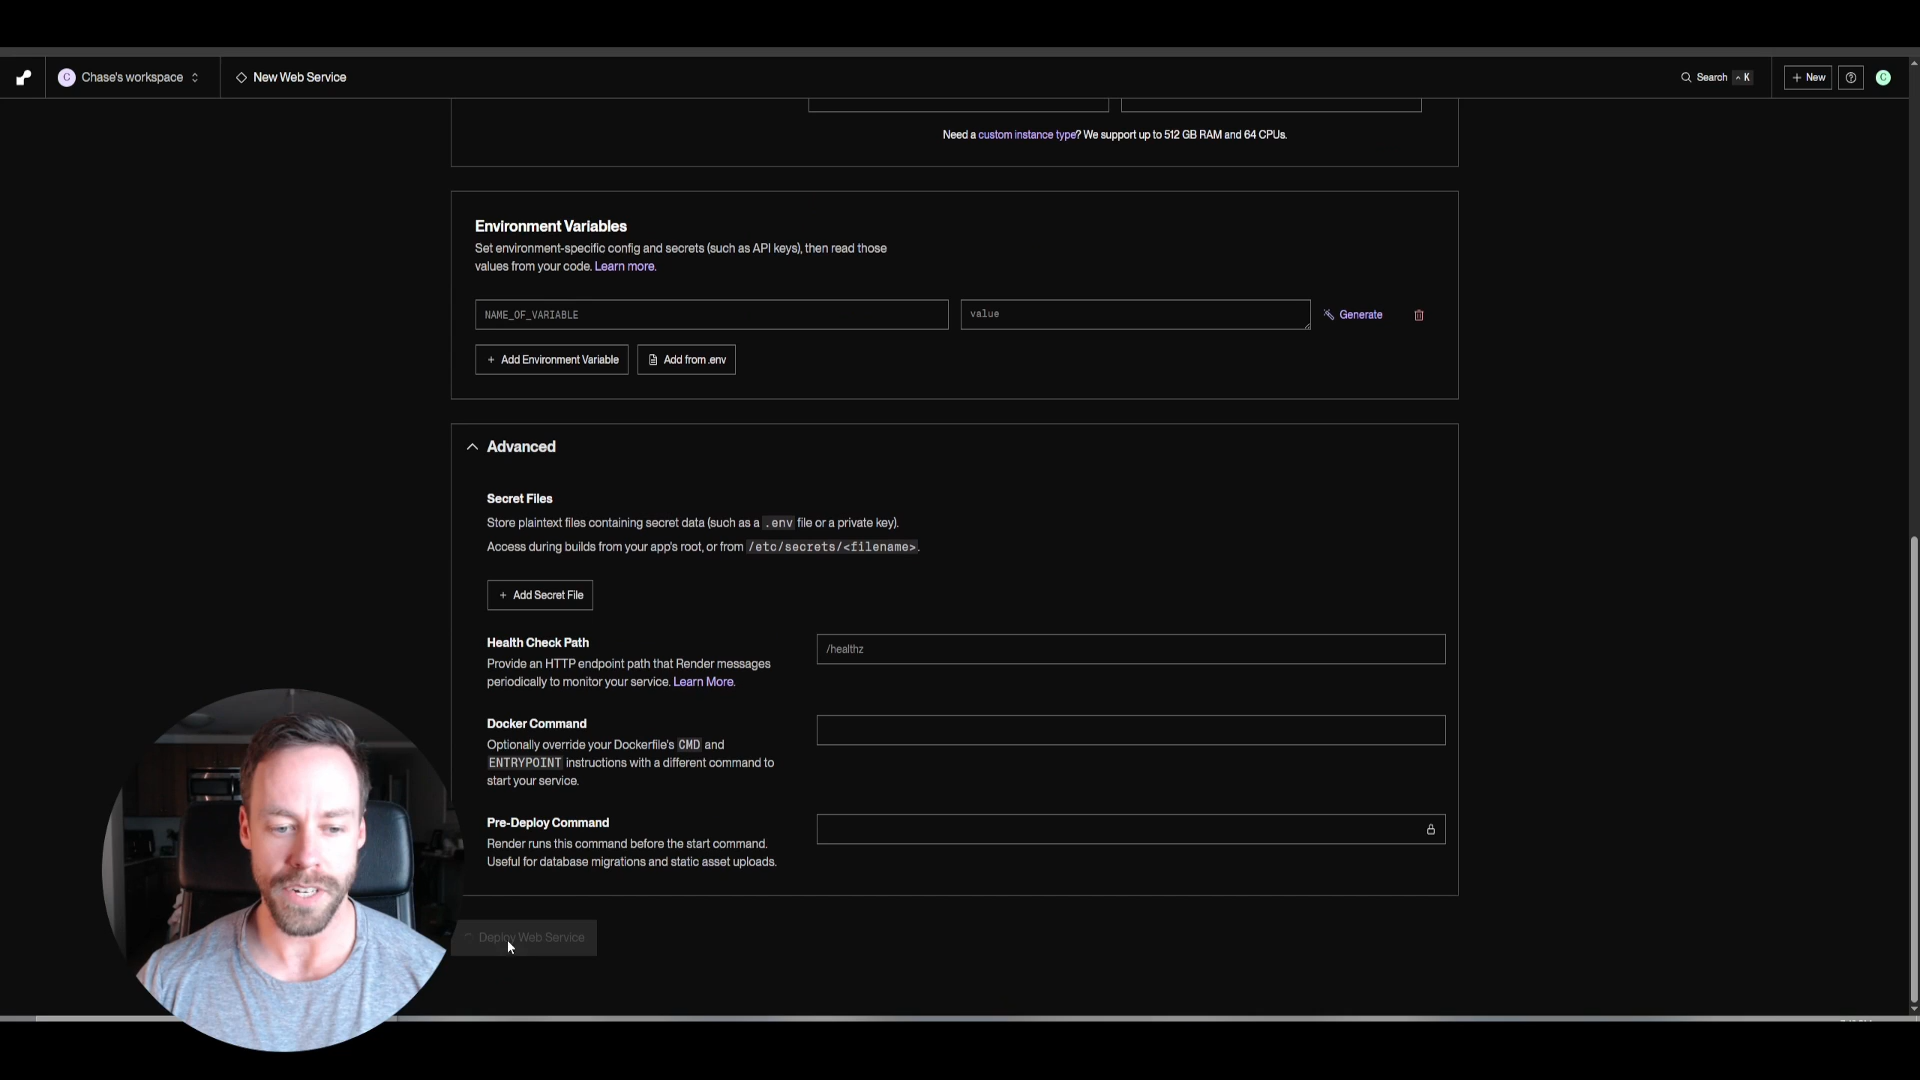 C Chase's workspace
New Web Service
Search ^ K
+ New
C
Need a custom instance type? We support up to 512 GB RAM and 64 CPUs.
Environment Variables
Set environment-specific config and secrets (such as API keys), then read those
values from your code. Learn more.
NAME_OF_VARIABLE
value
Generate
+ Add Environment Variable
Add from .env
Advanced
Secret Files
Store plaintext files containing secret data (such as a .env file or a private key).
Access during builds from your app's root, or from /etc/secrets/<filename>.
+ Add Secret File
Health Check Path
/healthz
Provide an HTTP endpoint path that Render messages
periodically to monitor your service. Learn More.
Docker Command
Optionally override your Dockerfile's CMD and
ENTRYPOINT instructions with a different command to
start your service.
Pre-Deploy Command
Render runs this command before the start command.
Useful for database migrations and static asset uploads.
Deploy Web Service